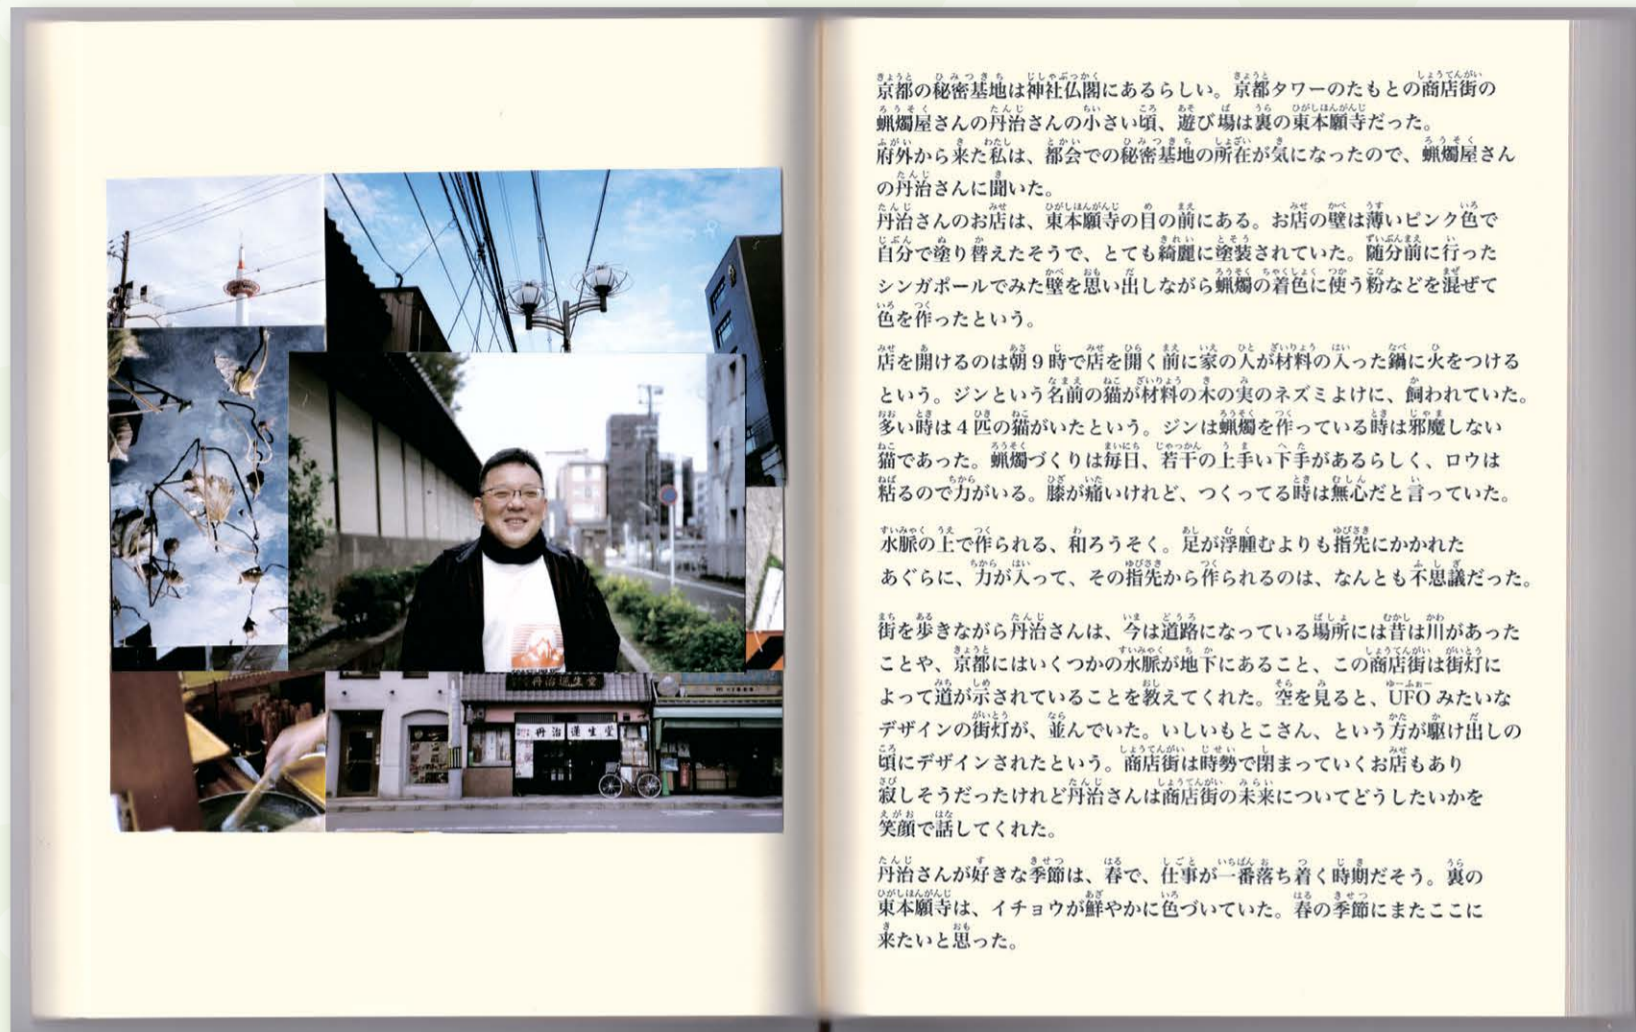 丹治蓮生堂
丹治蓮生堂
京都の秘密基地は神社仏閣にあるらしい。京都タワーのたもとの商店街の
蝋燭屋さんの丹治さんの小さい頃、遊び場は裏の東本願寺だった。
府外から来た私は、都会での秘密基地の所在が気になったので、蝋燭屋さん
の丹治さんに聞いた。
丹治さんのお店は、東本願寺の目の前にある。お店の壁は薄いピンク色で
自分で塗り替えたそうで、とても綺麗に塗装されていた。随分前に行った
シンガポールでみた壁を思い出しながら蝋燭の着色に使う粉などを混ぜて
色を作ったという。
店を開けるのは朝9時で店を開く前に家の人が材料の入った鍋に火をつける
という。ジンという名前の猫が材料の木の実のネズミよけに、飼われていた。
多い時は4匹の猫がいたという。ジンは蝋燭を作っている時は邪魔しない
猫であった。蝋燭づくりは毎日、若干の上手い下手があるらしく、ロウは
粘るので力がいる。膝が痛いけれど、つくってる時は無心だと言っていた。
水脈の上で作られる、和ろうそく。足が浮腫むよりも指先にかかれた
あぐらに、力が入って、その指先から作られるのは、なんとも不思議だった。
街を歩きながら丹治さんは、今は道路になっている場所には昔は川があった
ことや、京都にはいくつかの水脈が地下にあること、この商店街は街灯に
よって道が示されていることを教えてくれた。空を見ると、UFOみたいな
デザインの街灯が、並んでいた。いしいもとこさん、という方が駆け出しの
頃にデザインされたという。商店街は時勢で閉まっていくお店もあり
寂しそうだったけれど丹治さんは商店街の未来についてどうしたいかを
笑顔で話してくれた。
丹治さんが好きな季節は、春で、仕事が一番落ち着く時期だそう。裏の
東本願寺は、イチョウが鮮やかに色づいていた。春の季節にまたここに
来たいと思った。